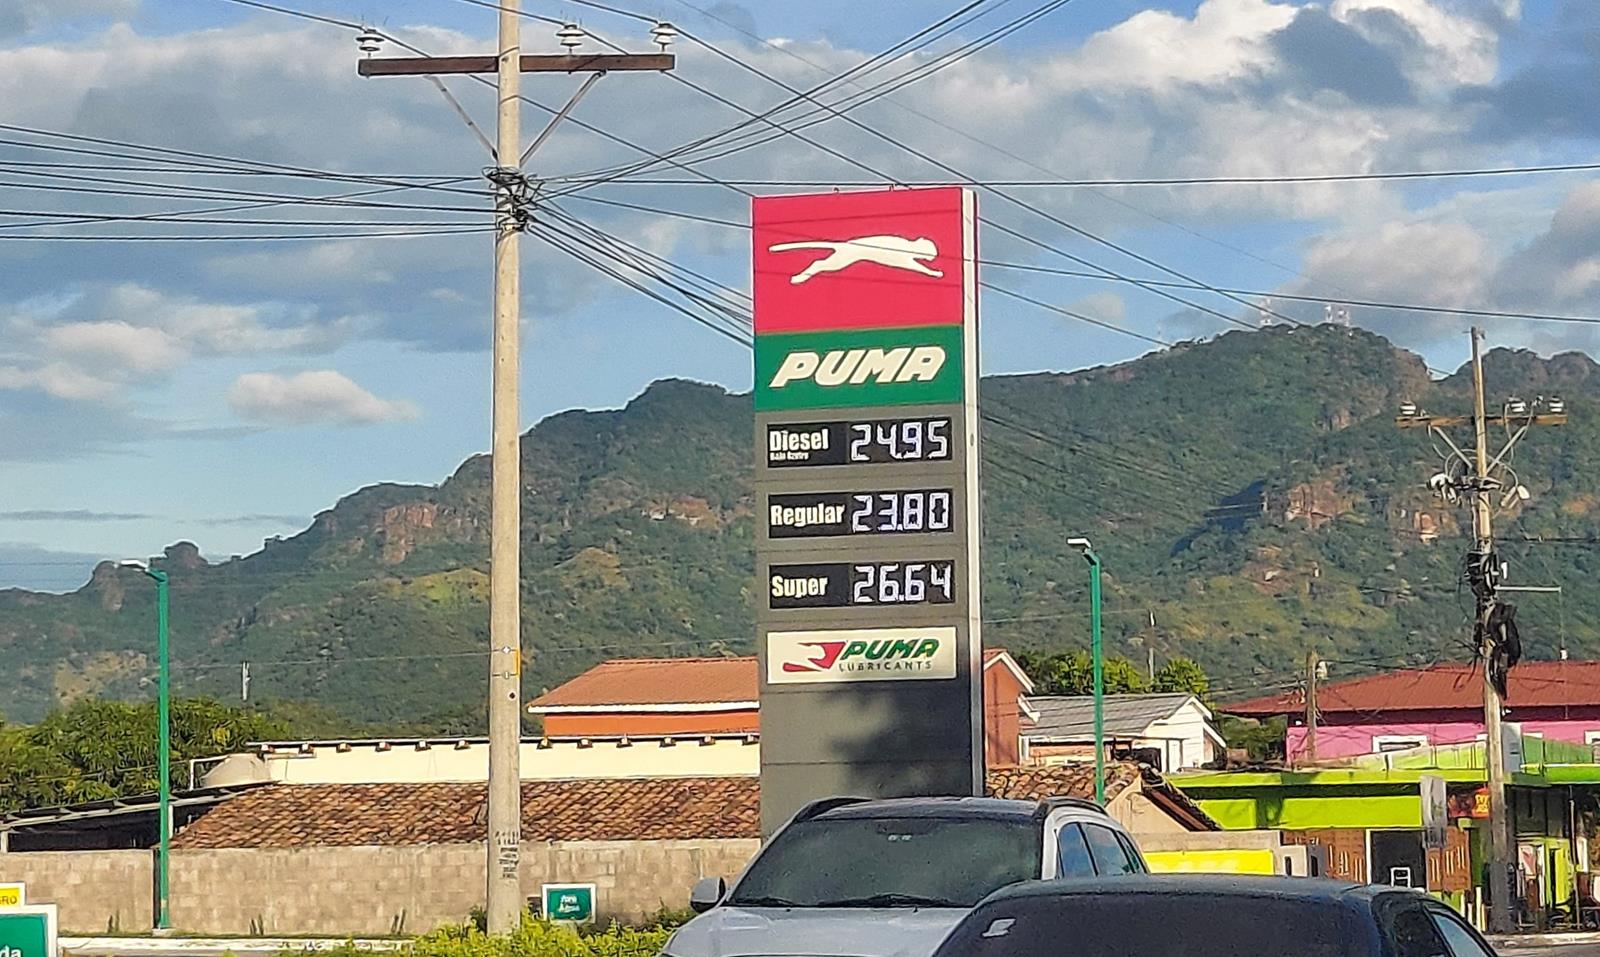 PUMA
Diesel 24.95
Regular 23.80
Super 26.64
PUMA
LUBRICANTS